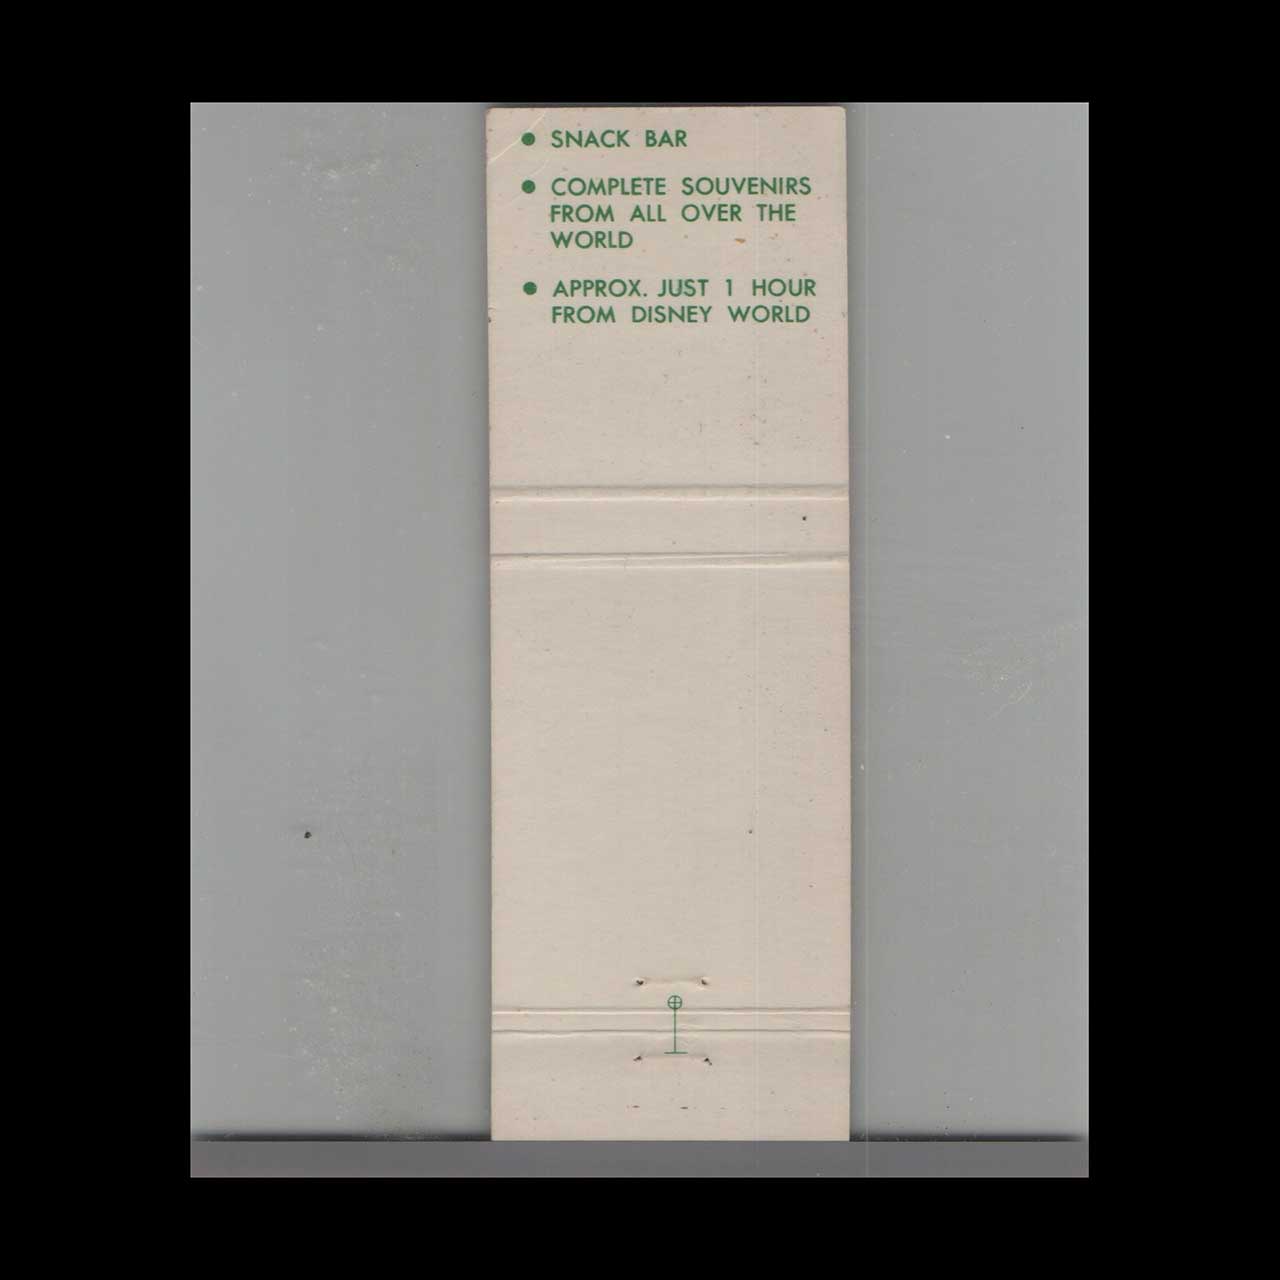 ● SNACK BAR
● COMPLETE SOUVENIRS
FROM ALL OVER THE
WORLD
● APPROX. JUST 1 HOUR
FROM DISNEY WORLD